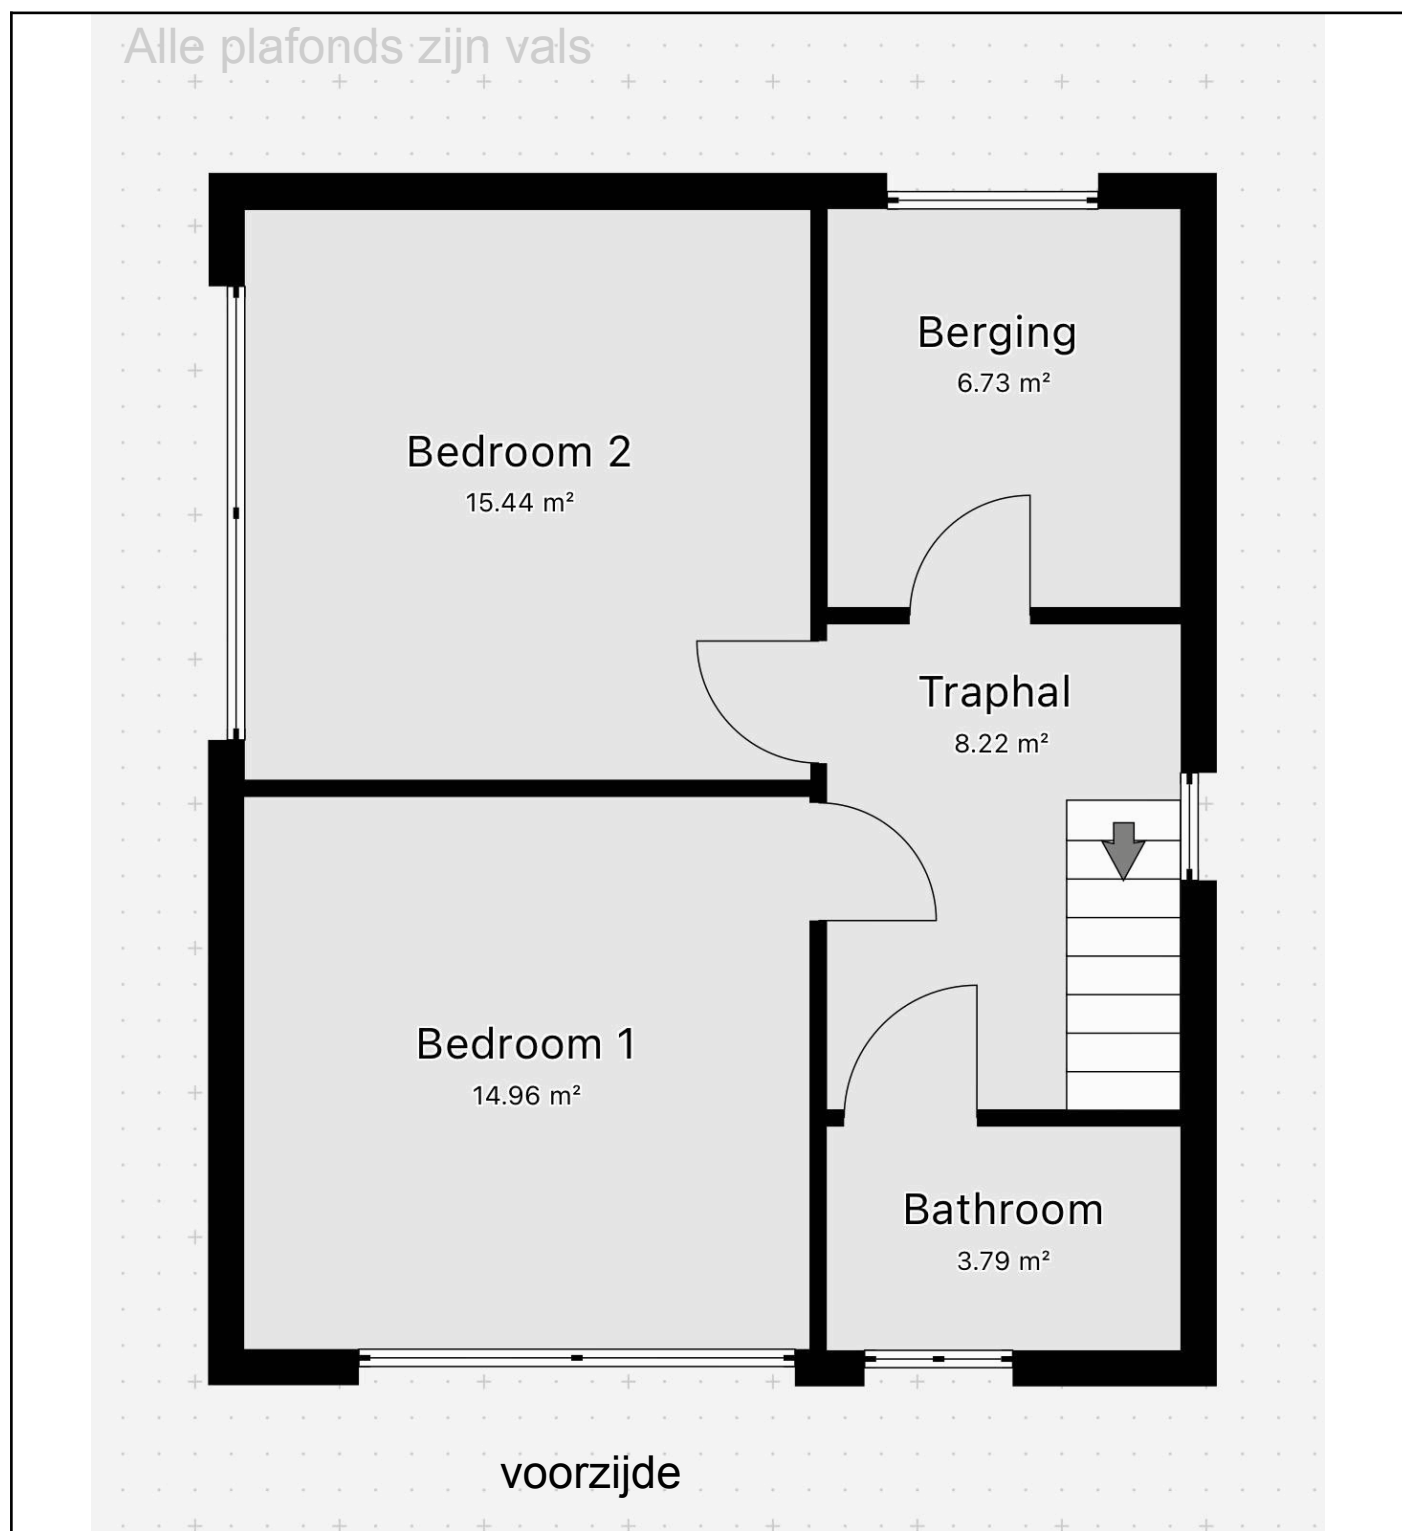 Alle plafonds zijn vals
Berging
6.73 m²
Bedroom 2
15.44 m²
Traphal
8.22 m²
Bedroom 1
14.96 m²
Bathroom
3.79 m²
voorzijde